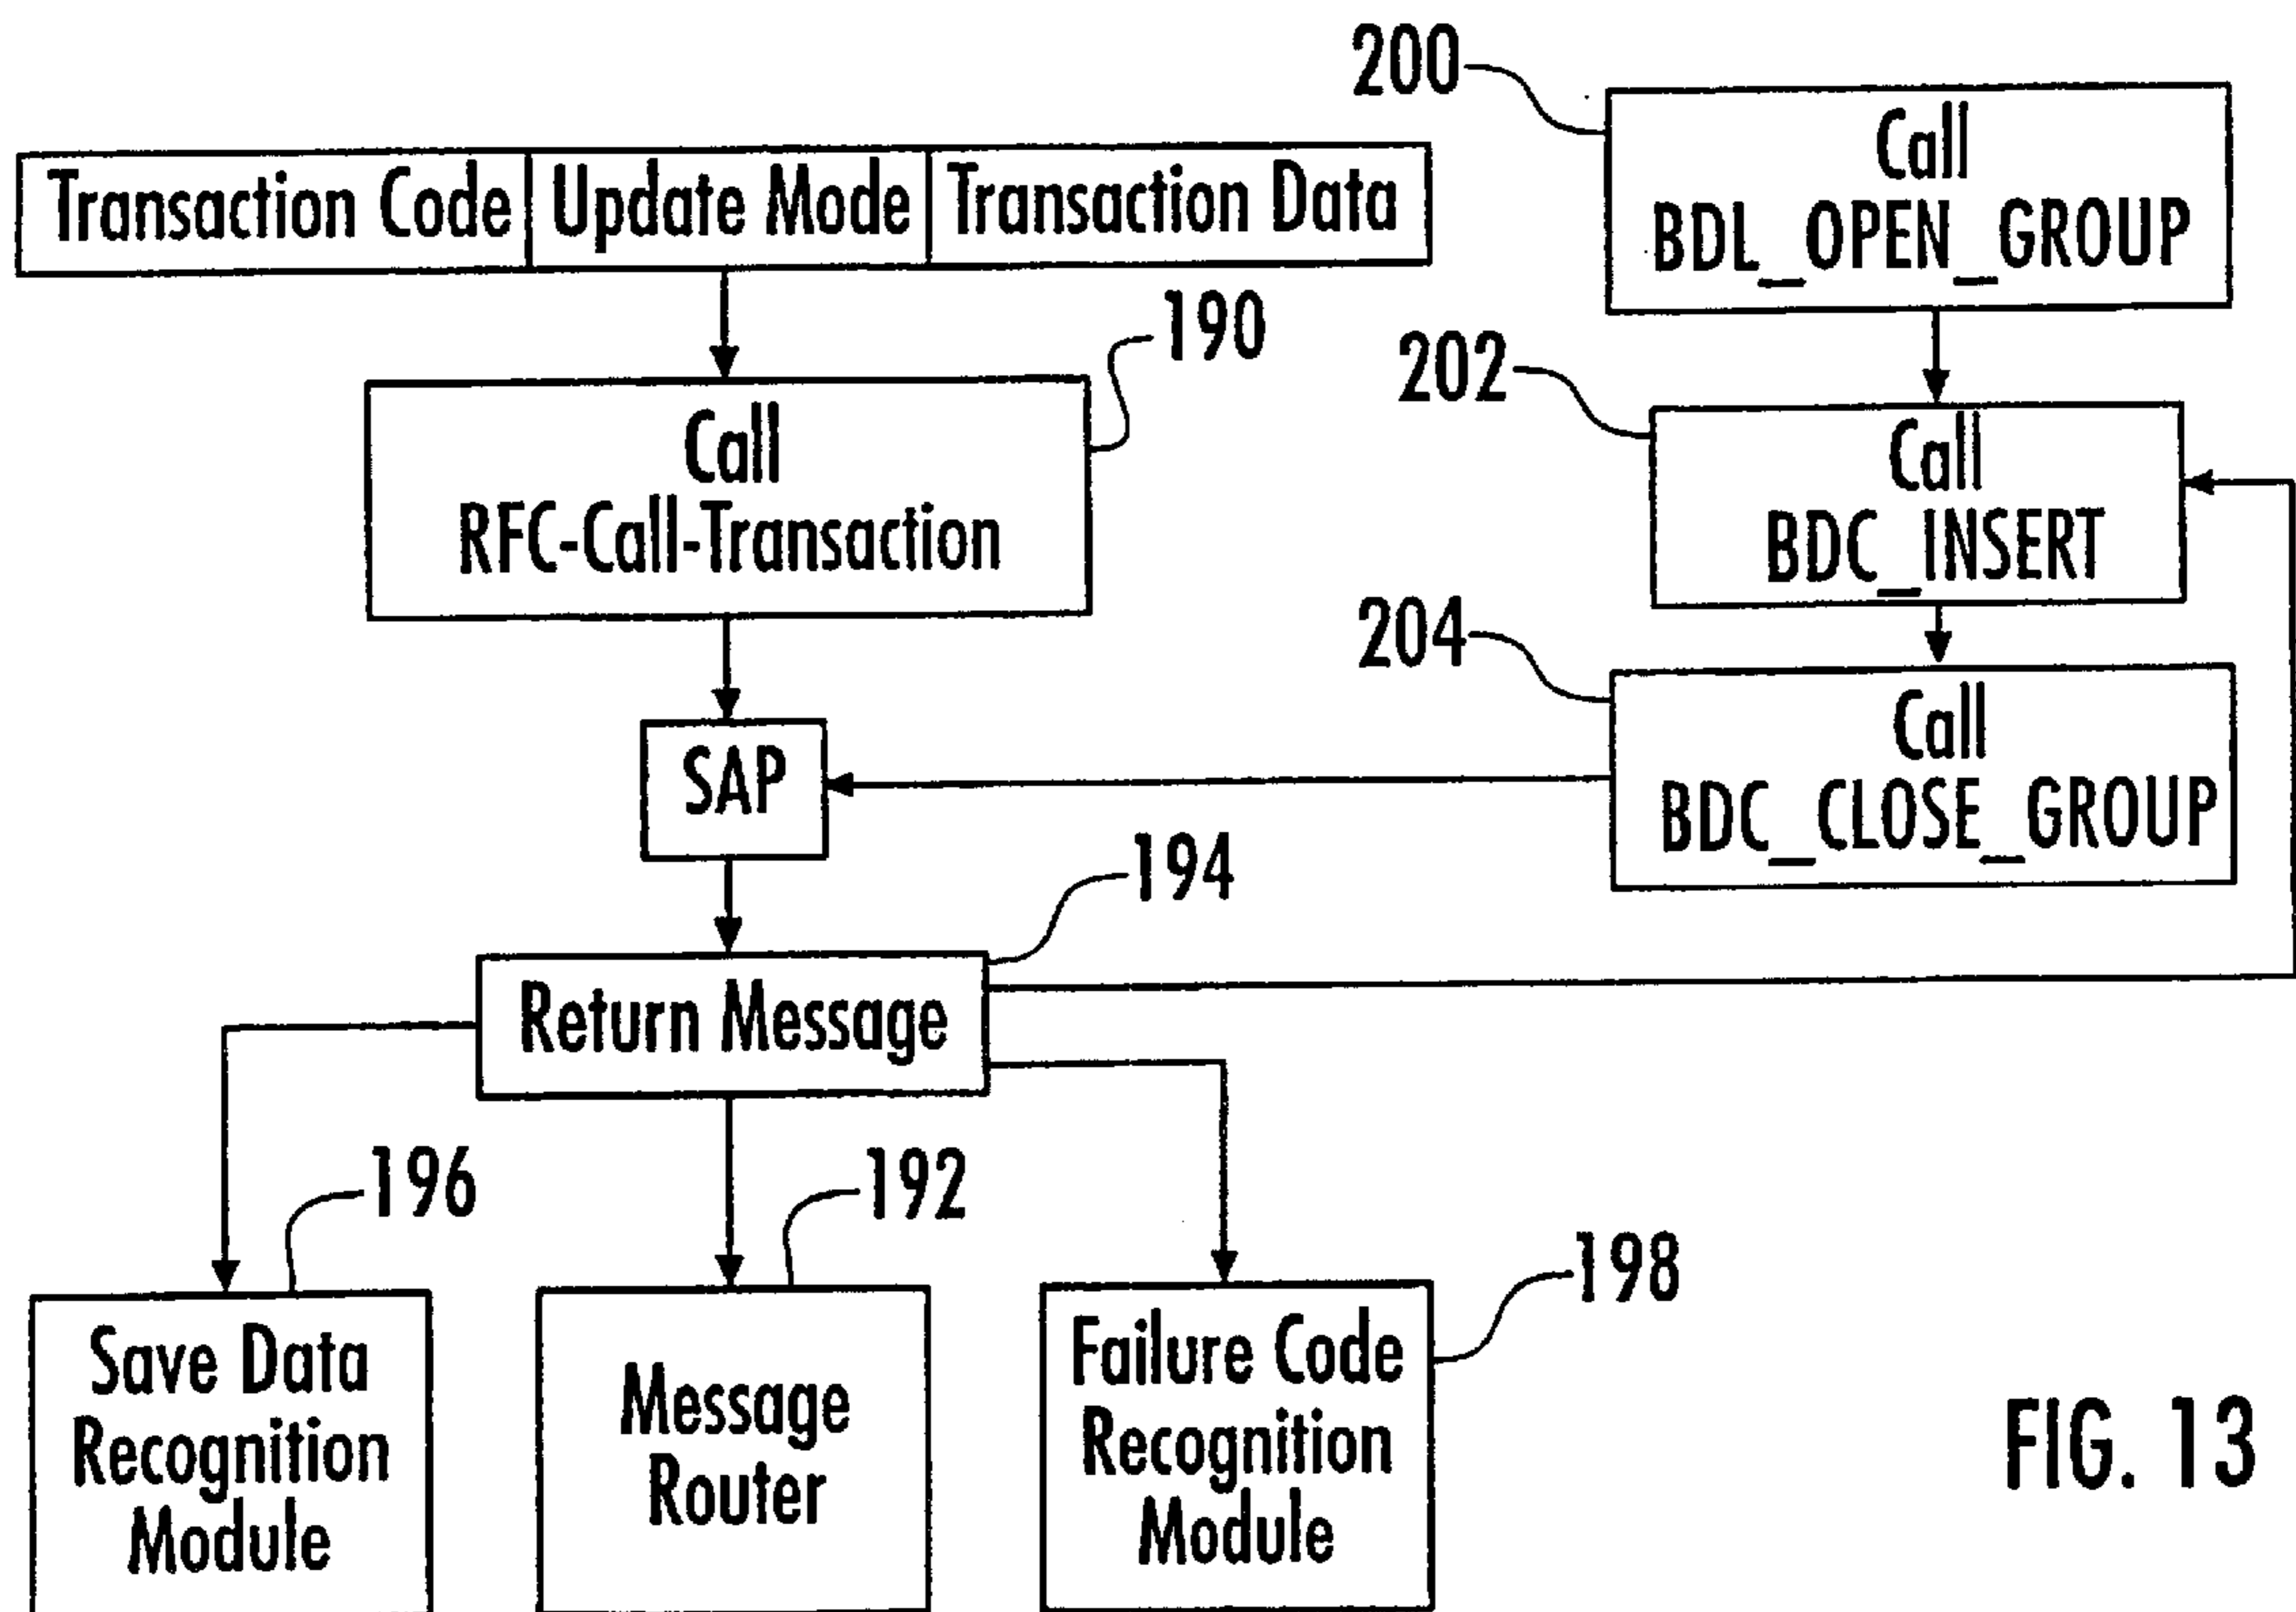 200
Call
BDL_OPEN_GROUP
Transaction Code Update Mode Transaction Data
190
202
Call
RFC-Call-Transaction
Call
BDC_INSERT
204
SAP
Call
BDC_CLOSE_GROUP
194
Return Message
196
192
198
Save Data
Recognition
Module
Message
Router
Failure Code
Recognition
Module
FIG. 13